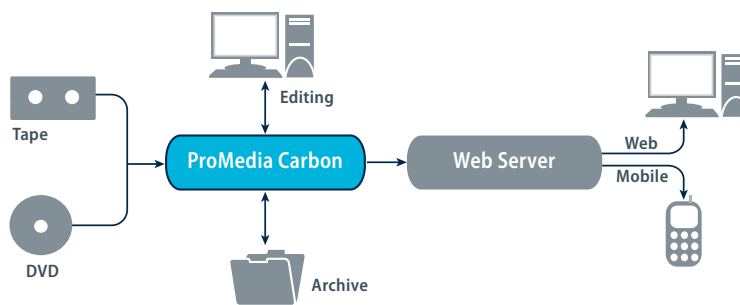 Editing
Tape
ProMedia Carbon
Web Server
Web
Mobile
DVD
Archive